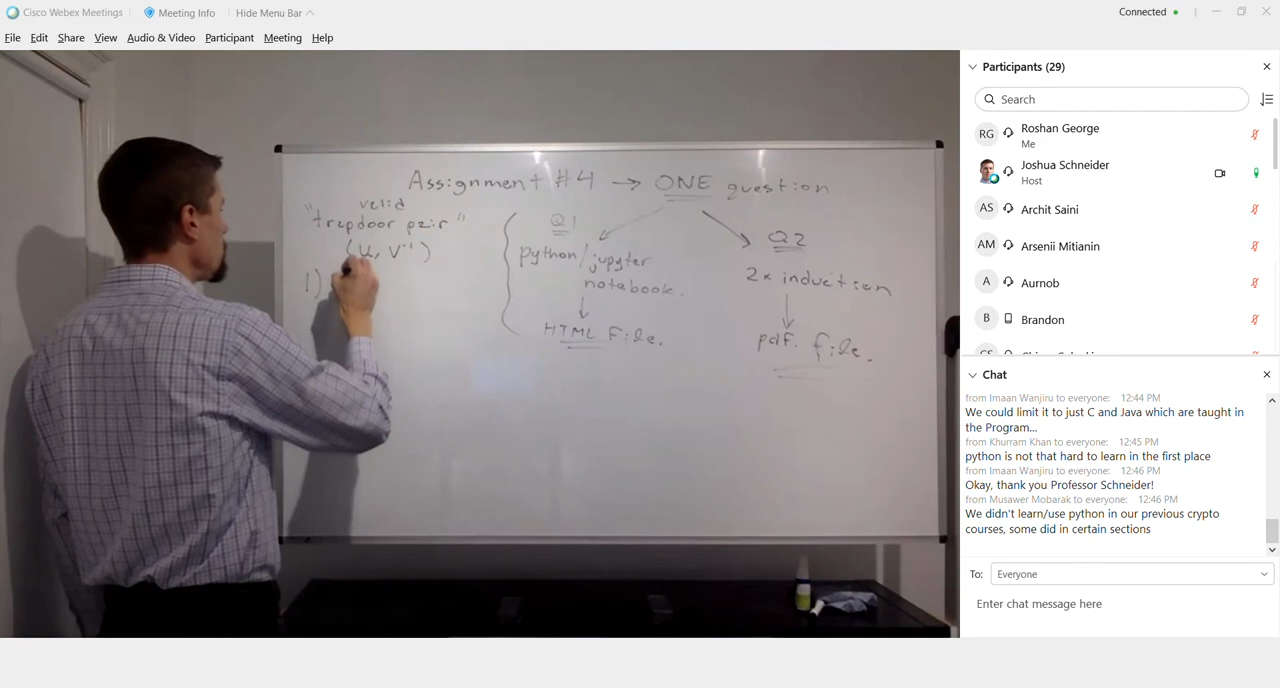 Cisco Webex Meetings
Meeting Info
Hide Menu Bar
Connected
File Edit Share View Audio & Video Participant Meeting Help
Assignment #4 → ONE question
valid
"trapdoor pair"
(U, V⁻¹)
1)
Q1
python/jupyter
notebook.
HTML File.
Q2
2x induction
pdf. file.
Participants (29)
Search
RG Roshan George
Me
Joshua Schneider
Host
AS Archit Saini
AM Arsenii Mitianin
A Aurnob
B Brandon
Chat
from Imaan Wanjiru to everyone: 12:44 PM
We could limit it to just C and Java which are taught in
the Program...
from Khurram Khan to everyone: 12:45 PM
python is not that hard to learn in the first place
from Imaan Wanjiru to everyone: 12:46 PM
Okay, thank you Professor Schneider!
from Musawer Mobarak to everyone: 12:46 PM
We didn't learn/use python in our previous crypto
courses, some did in certain sections
To: Everyone
Enter chat message here